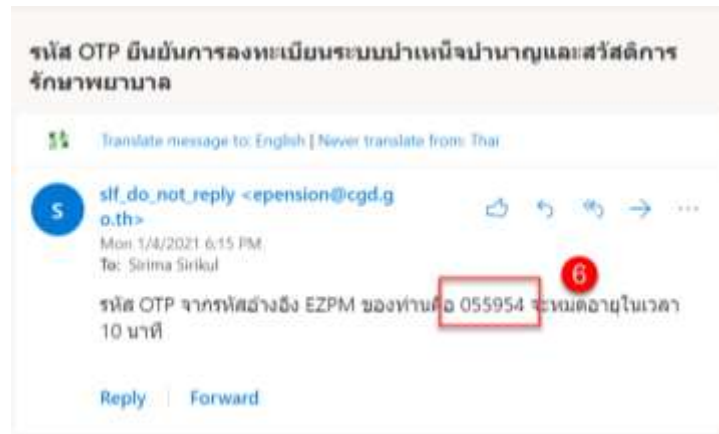 รหัส OTP ยืนยันการลงทะเบียนระบบบำเหน็จบำนาญและสวัสดิการ
รักษาพยาบาล
Translate message to: English | Never translate from: Thai
S
slf_do_not_reply <epension@cgd.g
o.th>
Mon 1/4/2021 6:15 PM
To: Sirima Sirikul
6
รหัส OTP จากรหัสอ้างอิง EZPM ของท่านคือ 055954 จะหมดอายุในเวลา
10 นาที
Reply
Forward